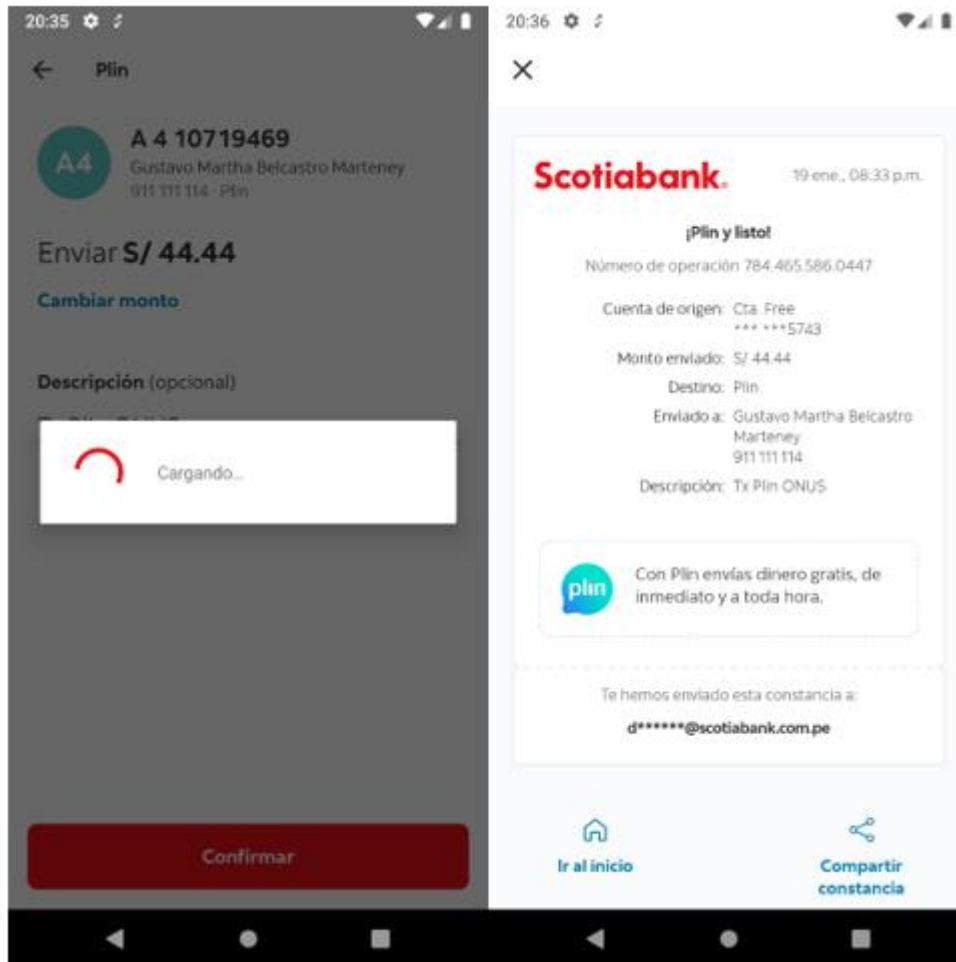 20:35
Plin
A4
A 4 10719469
Gustavo Martha Belcastro Marteney
911 111 114 · Plin
Enviar S/ 44.44
Cambiar monto
Descripción (opcional)
Cargando...
Confirmar
20:36
Scotiabank.
19 ene., 08:33 p.m.
¡Plin y listo!
Número de operación 784.465.586.0447
Cuenta de origen: Cta. Free
*** ***5743
Monto enviado: S/ 44.44
Destino: Plin
Enviado a: Gustavo Martha Belcastro
Marteney
911 111 114
Descripción: Tx Plin ONUS
plin
Con Plin envías dinero gratis, de
inmediato y a toda hora.
Te hemos enviado esta constancia a:
d******@scotiabank.com.pe
Ir al inicio
Compartir
constancia